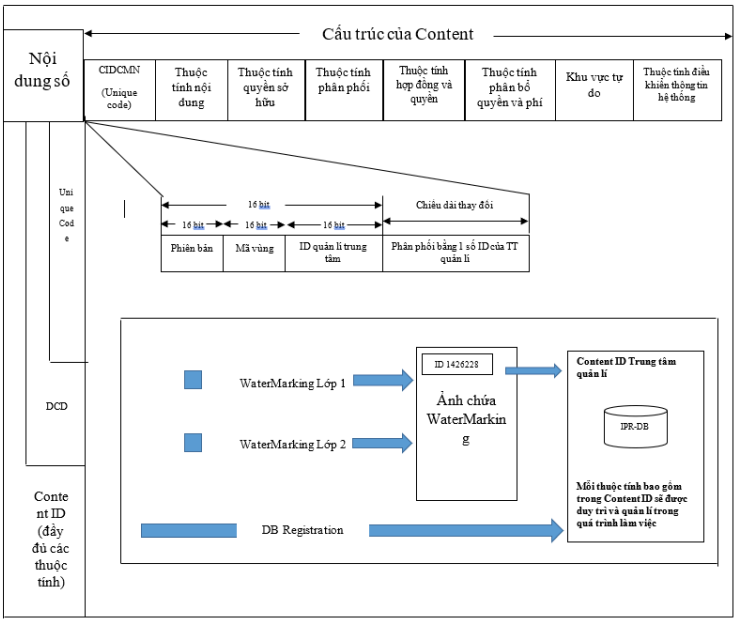 Cấu trúc của Content
Nội
dung số
CIDCMN
(Unique
code)
Thuộc
tính nội
dung
Thuộc tính
quyền sở
hữu
Thuộc tính
phân phối
Thuộc tính
hợp đồng và
quyền
Thuộc tính
phân bổ
quyền và phí
Khu vực tự
do
Thuộc tính điều
khiển thông tin
hệ thống
Uni
que
Cod
e
16 bit
Chiều dài thay đổi
16 bit
16 bit
16 bit
Phiên bản
Mã vùng
ID quản lí trung
tâm
Phân phối bằng 1 số ID của TT
quản lí
DCD
Conte
nt ID
(đầy
đủ các
thuộc
tính)
WaterMarking Lớp 1
WaterMarking Lớp 2
ID 1426228
Ảnh chứa
WaterMarkin
g
Content ID Trung tâm
quản lí
IPR-DB
Mỗi thuộc tính bao gồm
trong Content ID sẽ được
duy trì và quản lí trong
quá trình làm việc
DB Registration